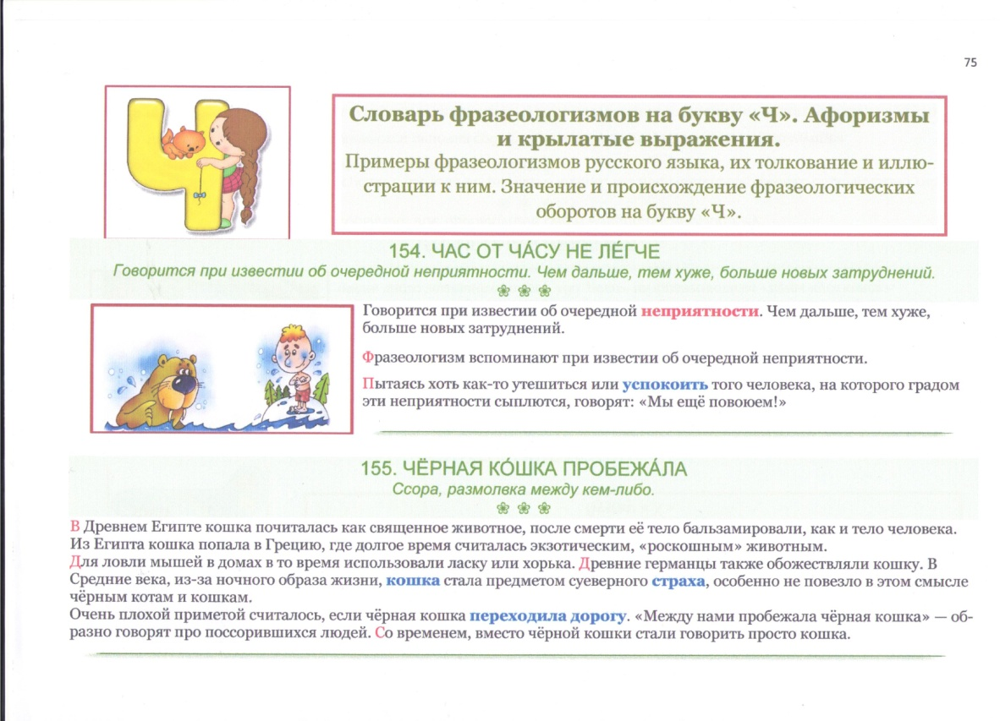 75
Словарь фразеологизмов на букву «Ч». Афоризмы
и крылатые выражения.
Примеры фразеологизмов русского языка, их толкование и иллю-
страции к ним. Значение и происхождение фразеологических
оборотов на букву «Ч».
Ч
154. ЧАС ОТ ЧА́СУ НЕ ЛЕ́ГЧЕ
Говорится при известии об очередной неприятности. Чем дальше, тем хуже, больше новых затруднений.
Говорится при известии об очередной неприятности. Чем дальше, тем хуже,
больше новых затруднений.
Фразеологизм вспоминают при известии об очередной неприятности.
Пытаясь хоть как-то утешиться или успокоить того человека, на которого градом
эти неприятности сыплются, говорят: «Мы ещё повоюем!»
155. ЧЁРНАЯ КО́ШКА ПРОБЕЖА́ЛА
Ссора, размолвка между кем-либо.
В Древнем Египте кошка почиталась как священное животное, после смерти её тело бальзамировали, как и тело человека.
Из Египта кошка попала в Грецию, где долгое время считалась экзотическим, «роскошным» животным.
Для ловли мышей в домах в то время использовали ласку или хорька. Древние германцы также обожествляли кошку. В
Средние века, из-за ночного образа жизни, кошка стала предметом суеверного страха, особенно не повезло в этом смысле
чёрным котам и кошкам.
Очень плохой приметой считалось, если чёрная кошка переходила дорогу. «Между нами пробежала чёрная кошка» — об-
разно говорят про поссорившихся людей. Со временем, вместо чёрной кошки стали говорить просто кошка.